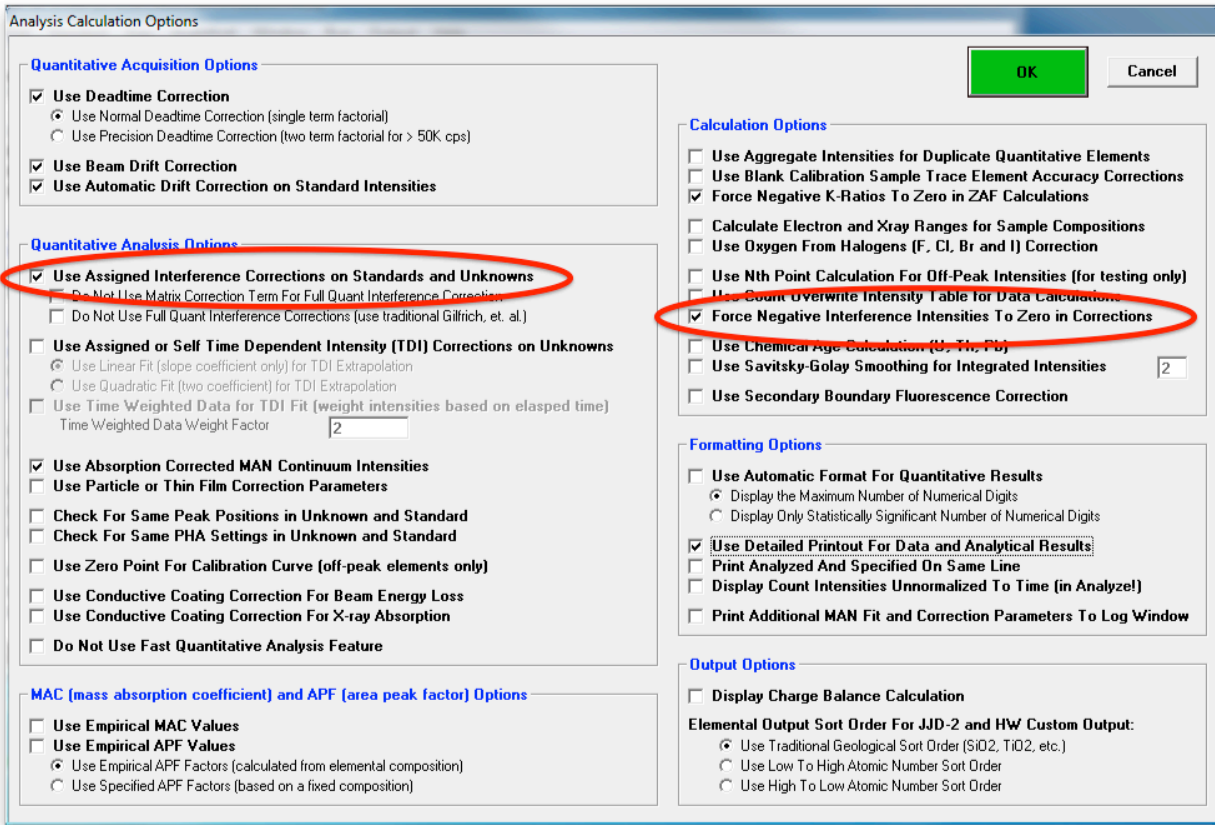 Analysis Calculation Options
Quantitative Acquisition Options
Use Deadtime Correction
Use Normal Deadtime Correction (single term factorial)
Use Precision Deadtime Correction (two term factorial for > 50K cps)
Use Beam Drift Correction
Use Automatic Drift Correction on Standard Intensities
Quantitative Analysis Options
Use Assigned Interference Corrections on Standards and Unknowns
Do Not Use Matrix Correction Term For Full Quant Interference Correction
Do Not Use Full Quant Interference Corrections (use traditional Gilfrich, et. al.)
Use Assigned or Self Time Dependent Intensity (TDI) Corrections on Unknowns
Use Linear Fit (slope coefficient only) for TDI Extrapolation
Use Quadratic Fit (two coefficient) for TDI Extrapolation
Use Time Weighted Data for TDI Fit (weight intensities based on elasped time)
Time Weighted Data Weight Factor 2
Use Absorption Corrected MAN Continuum Intensities
Use Particle or Thin Film Correction Parameters
Check For Same Peak Positions in Unknown and Standard
Check For Same PHA Settings in Unknown and Standard
Use Zero Point For Calibration Curve (off-peak elements only)
Use Conductive Coating Correction For Beam Energy Loss
Use Conductive Coating Correction For X-ray Absorption
Do Not Use Fast Quantitative Analysis Feature
MAC (mass absorption coefficient) and APF (area peak factor) Options
Use Empirical MAC Values
Use Empirical APF Values
Use Empirical APF Factors (calculated from elemental composition)
Use Specified APF Factors (based on a fixed composition)
OK Cancel
Calculation Options
Use Aggregate Intensities for Duplicate Quantitative Elements
Use Blank Calibration Sample Trace Element Accuracy Corrections
Force Negative K-Ratios To Zero in ZAF Calculations
Calculate Electron and Xray Ranges for Sample Compositions
Use Oxygen From Halogens (F, Cl, Br and I) Correction
Use Nth Point Calculation For Off-Peak Intensities (for testing only)
Use Count Overwrite Intensity Table for Data Calculations
Force Negative Interference Intensities To Zero in Corrections
Use Chemical Age Calculation (U, Th, Pb)
Use Savitsky-Golay Smoothing for Integrated Intensities 2
Use Secondary Boundary Fluorescence Correction
Formatting Options
Use Automatic Format For Quantitative Results
Display the Maximum Number of Numerical Digits
Display Only Statistically Significant Number of Numerical Digits
Use Detailed Printout For Data and Analytical Results
Print Analyzed And Specified On Same Line
Display Count Intensities Unnormalized To Time (in Analyze!)
Print Additional MAN Fit and Correction Parameters To Log Window
Output Options
Display Charge Balance Calculation
Elemental Output Sort Order For JJD-2 and HW Custom Output:
Use Traditional Geological Sort Order (SiO2, TiO2, etc.)
Use Low To High Atomic Number Sort Order
Use High To Low Atomic Number Sort Order